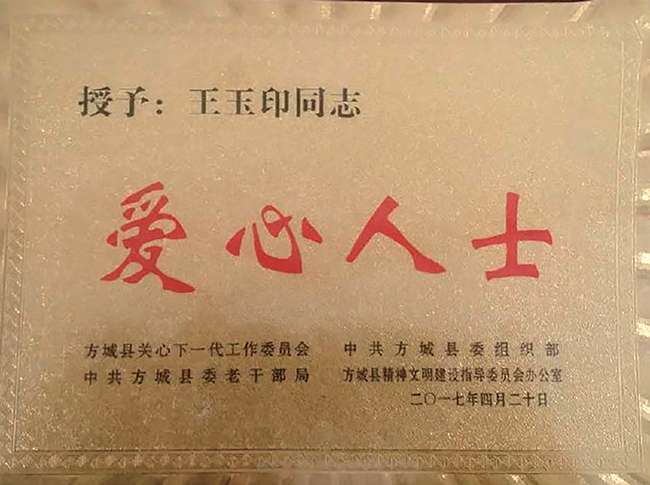 授予：王玉印同志
爱心人士
方城县关心下一代工作委员会
中共方城县委组织部
中共方城县委老干部局
方城县精神文明建设指导委员会办公室
二〇一七年四月二十日